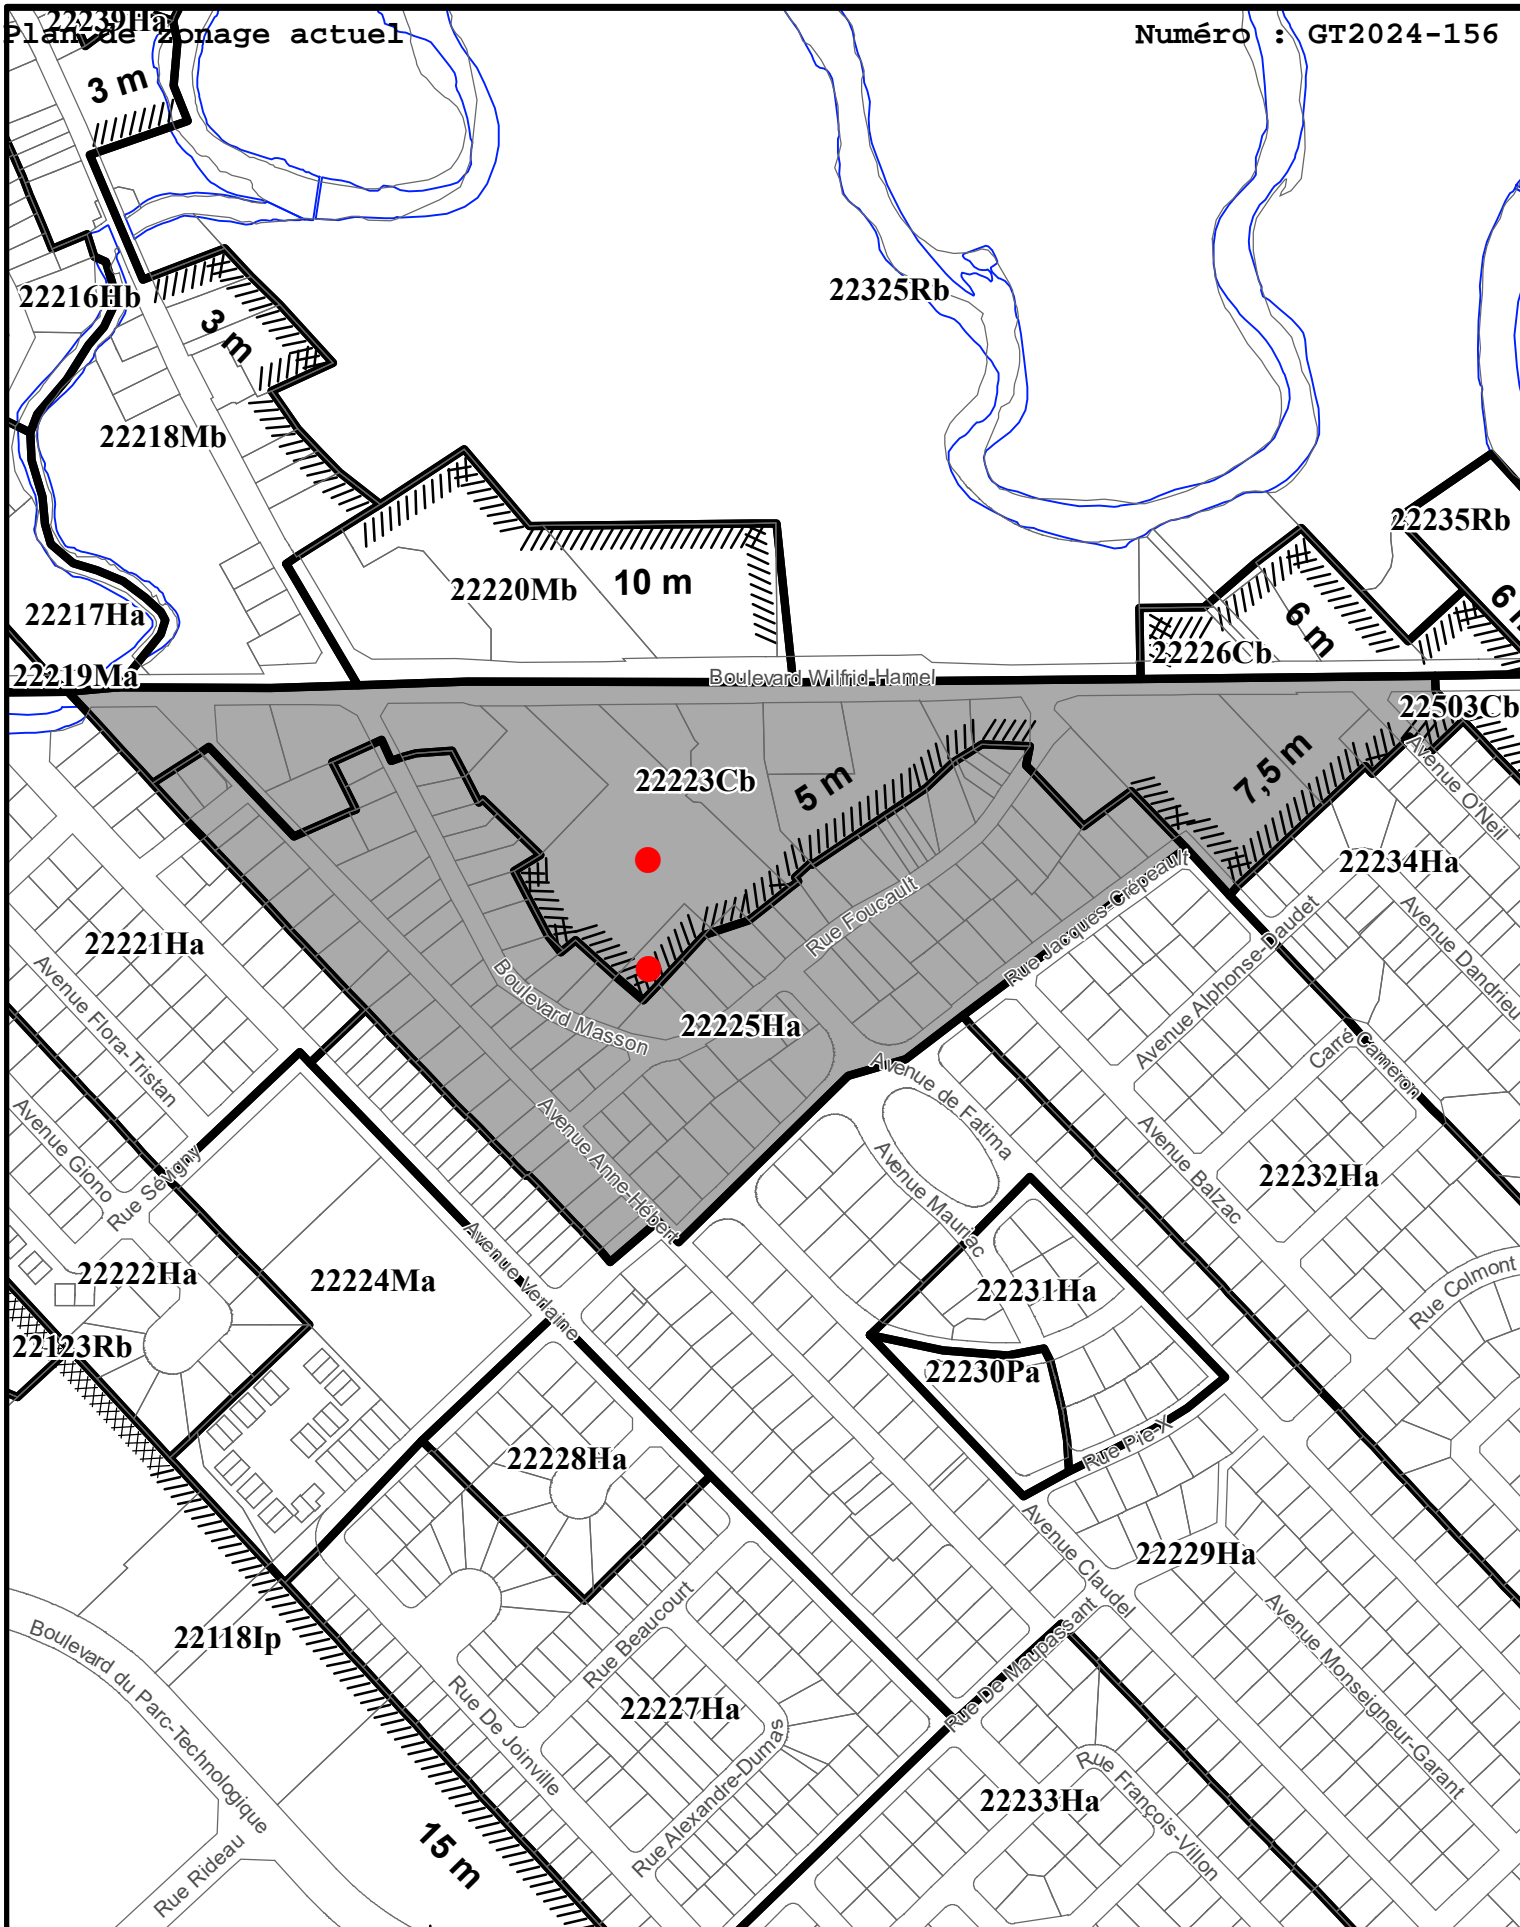 22239Ha
Plan de zonage actuel
Numéro : GT2024-156
3 m
22216Hb
22325Rb
3 m
22218Mb
22235Rb
22220Mb
10 m
6 m
22217Ha
6 m
22226Cb
22219Ma
Boulevard Wilfrid-Hamel
22503Cb
22223Cb
5 m
7,5 m
Avenue O'Neil
22234Ha
22221Ha
Rue Foucault
Rue Jacques-Crépeault
Avenue Alphonse-Daudet
Avenue Dandrieu
Avenue Flora-Tristan
Boulevard Masson
22225Ha
Carré Cameron
Avenue de Fatima
Avenue Giono
Rue Sévigny
Avenue Anne-Hébert
Avenue Mauriac
Avenue Balzac
22232Ha
22222Ha
22224Ma
Avenue Verlaine
22231Ha
Rue Colmont
22123Rb
22230Pa
22228Ha
Rue Pie-X
Avenue Claudel
22229Ha
22118Ip
Rue Beaucourt
Boulevard du Parc-Technologique
Rue De Joinville
22227Ha
Rue De Maupassant
Avenue Monseigneur-Garant
Rue Alexandre-Dumas
22233Ha
Rue François-Villon
15 m
Rue Rideau